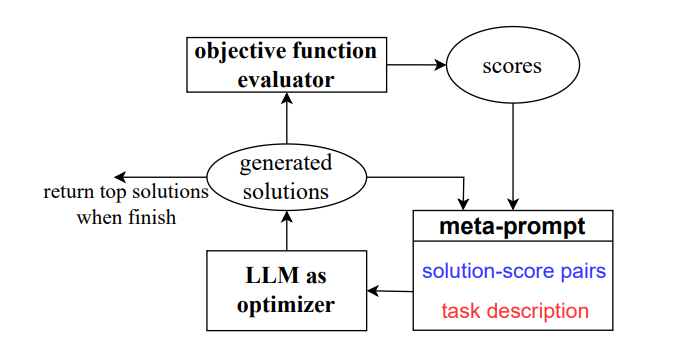 objective function
evaluator
scores
generated
solutions
return top solutions
when finish
meta-prompt
solution-score pairs
task description
LLM as
optimizer